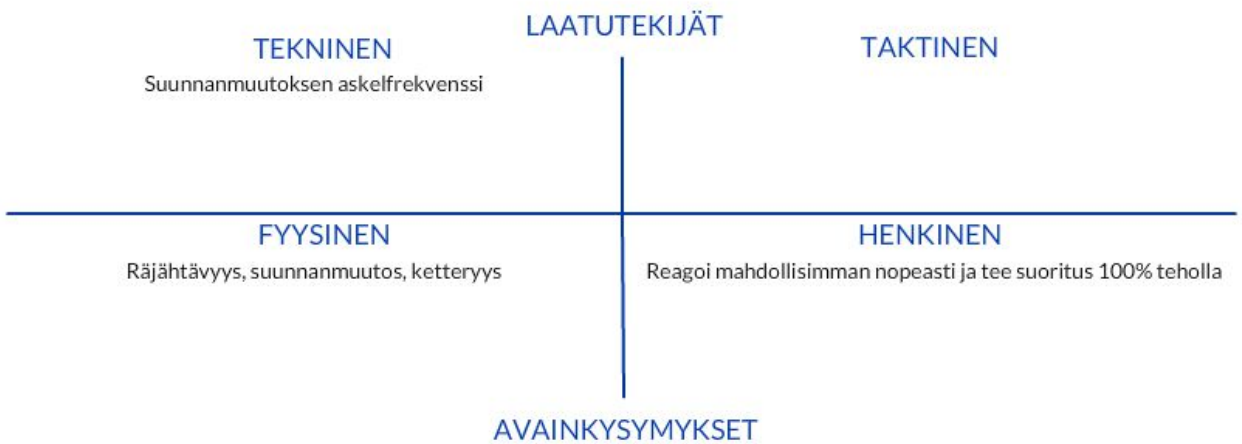 LAATUTEKIJÄT
TEKNINEN
Suunnanmuutoksen askelfrekvenssi
TAKTINEN
FYYSINEN
Räjähtävyys, suunnanmuutos, ketteryys
HENKINEN
Reagoi mahdollisimman nopeasti ja tee suoritus 100% teholla
AVAINKYSYMYKSET